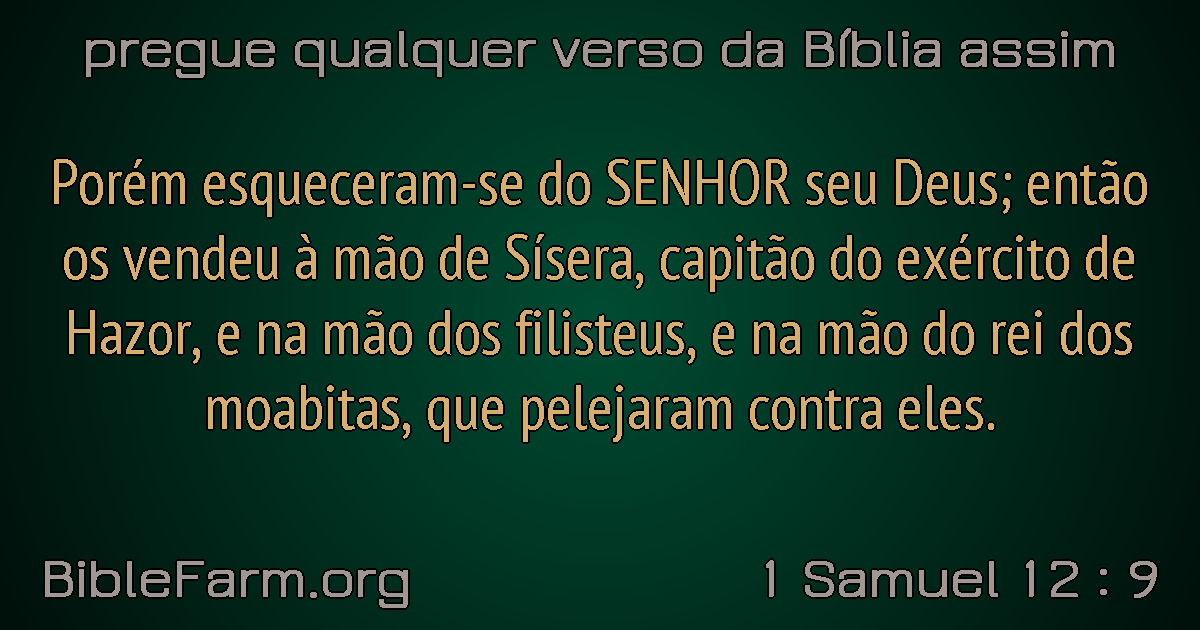 pregue qualquer verso da Bíblia assim
Porém esqueceram-se do SENHOR seu Deus; então
os vendeu à mão de Sísera, capitão do exército de
Hazor, e na mão dos filisteus, e na mão do rei dos
moabitas, que pelejaram contra eles.
BibleFarm.org
1 Samuel 12 : 9